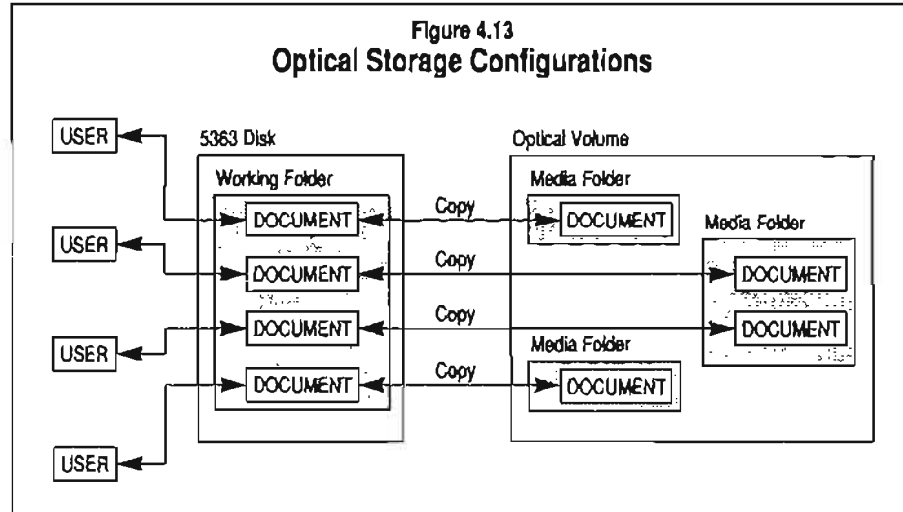 Figure 4.13
Optical Storage Configurations
USER
5363 Disk
Optical Volume
Working Folder
Media Folder
DOCUMENT
Copy
DOCUMENT
Media Folder
USER
DOCUMENT
Copy
DOCUMENT
USER
DOCUMENT
Copy
DOCUMENT
Media Folder
DOCUMENT
Copy
DOCUMENT
USER